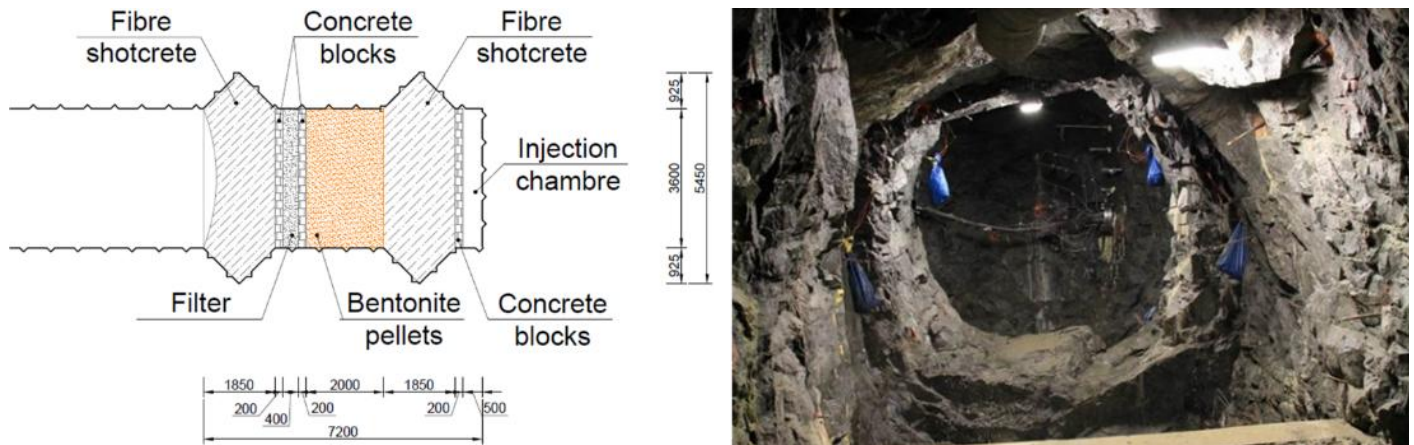 Fibre
shotcrete
Concrete
blocks
Fibre
shotcrete
Injection
chambre
Filter
Bentonite
pellets
Concrete
blocks
925
3600
5450
925
1850
2000
1850
200
400
200
200
500
7200